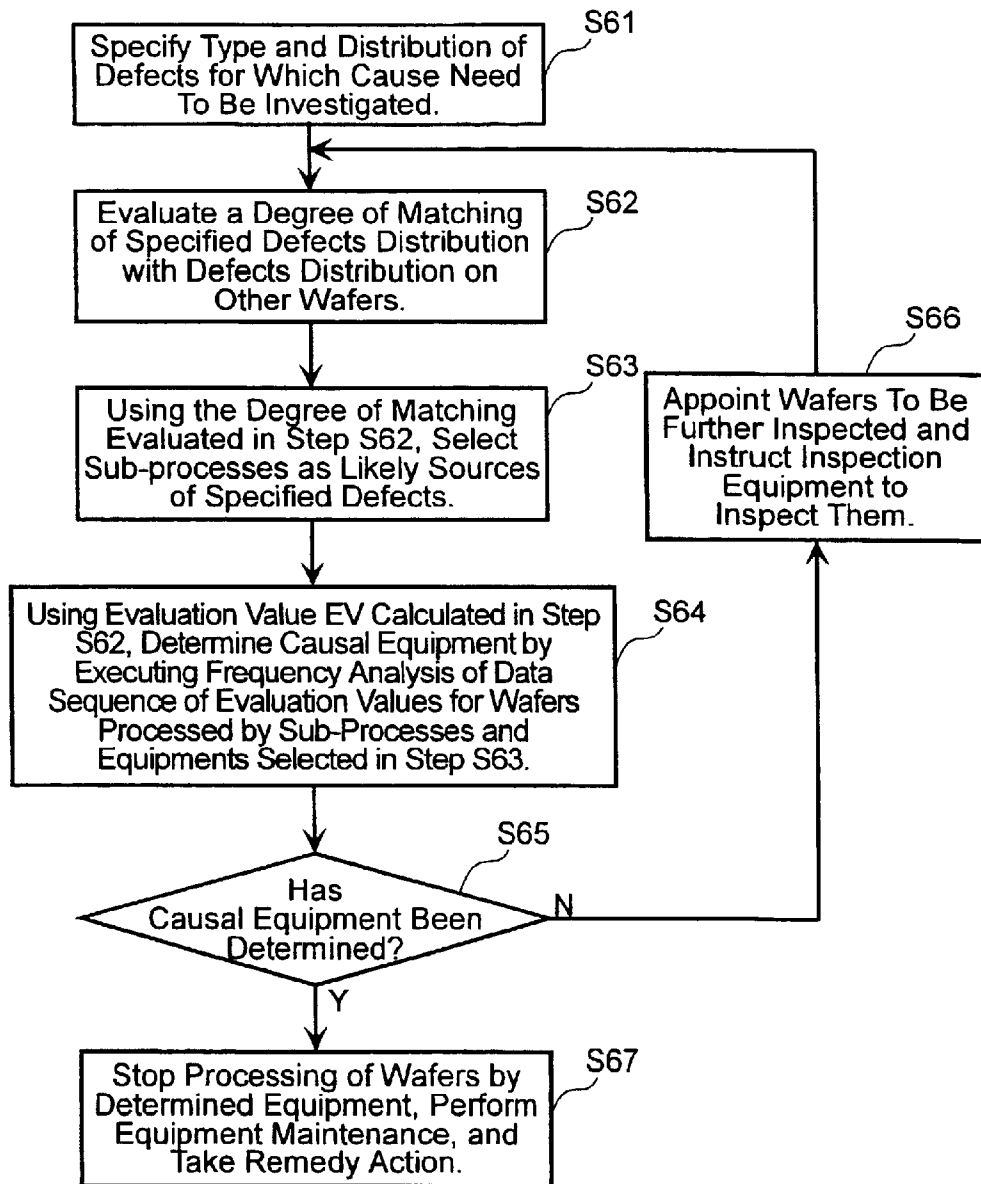 S61
Specify Type and Distribution of
Defects for Which Cause Need
To Be Investigated.
S62
Evaluate a Degree of Matching
of Specified Defects Distribution
with Defects Distribution on
Other Wafers.
S63
Using the Degree of Matching
Evaluated in Step S62, Select
Sub-processes as Likely Sources
of Specified Defects.
S66
Appoint Wafers To Be
Further Inspected and
Instruct Inspection
Equipment to
Inspect Them.
S64
Using Evaluation Value EV Calculated in Step
S62, Determine Causal Equipment by
Executing Frequency Analysis of Data
Sequence of Evaluation Values for Wafers
Processed by Sub-Processes and
Equipments Selected in Step S63.
S65
Has
Causal Equipment Been
Determined?
N
Y
S67
Stop Processing of Wafers by
Determined Equipment, Perform
Equipment Maintenance, and
Take Remedy Action.